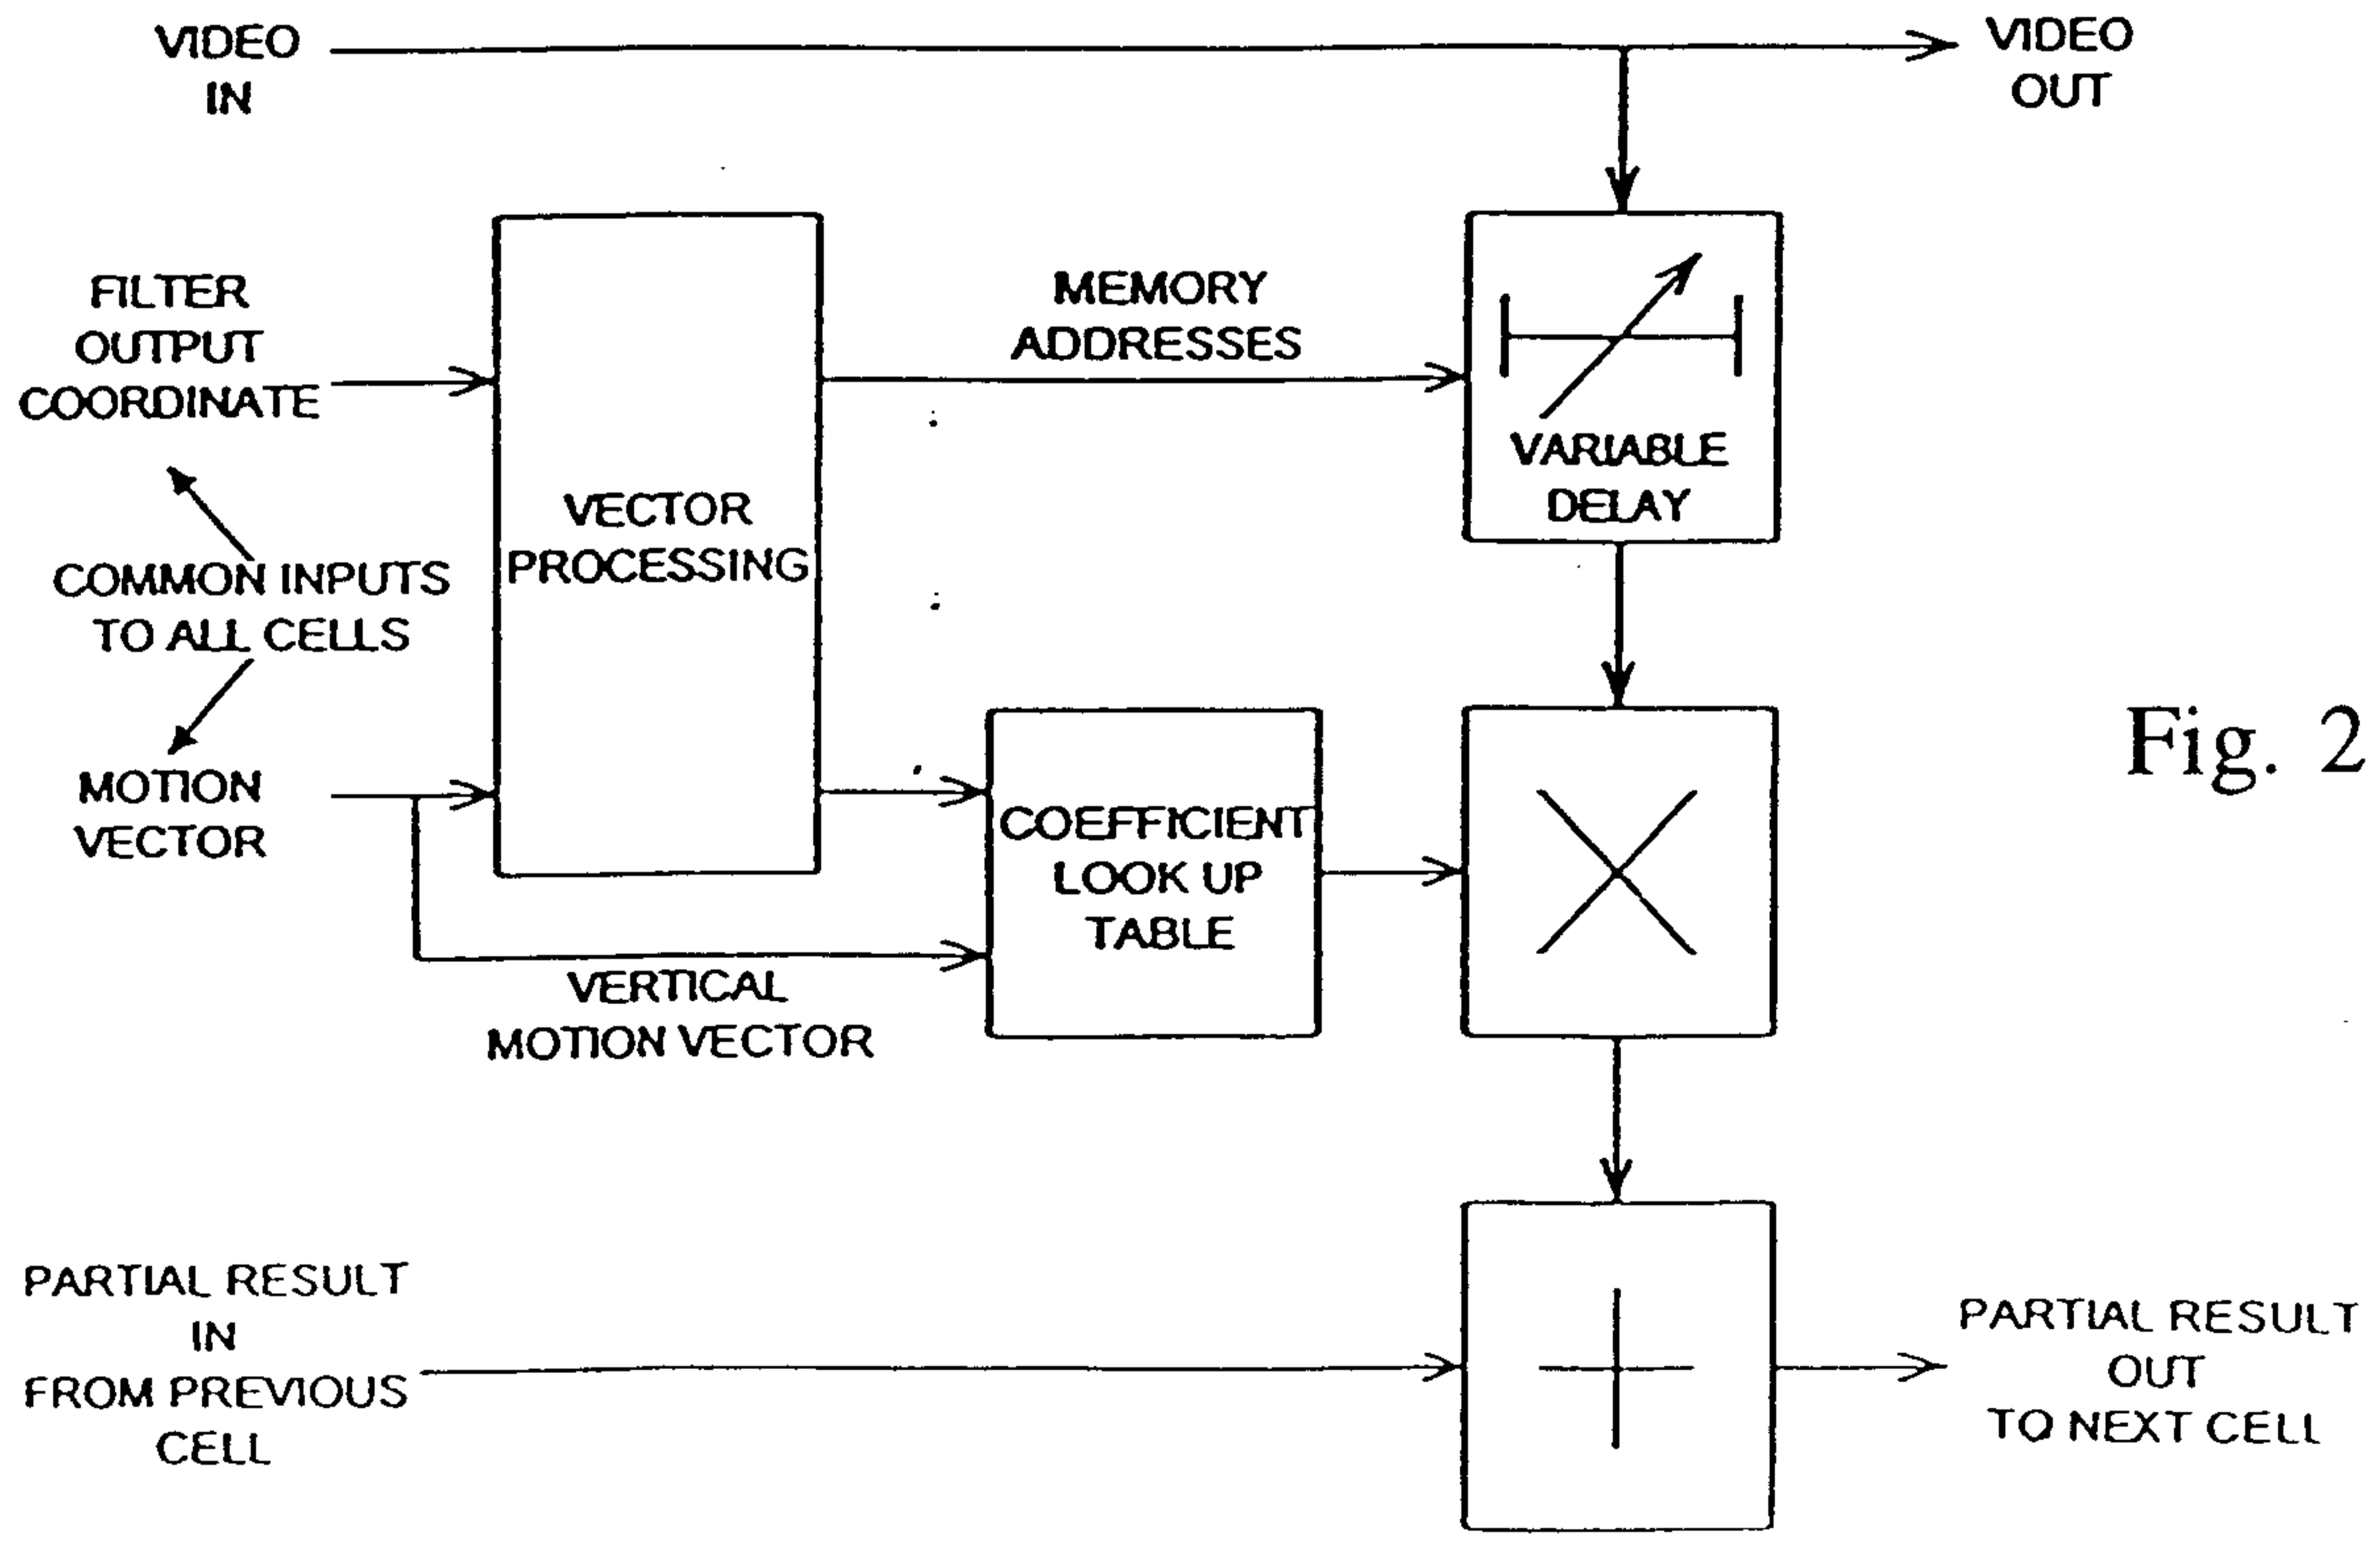 VIDEO
IN
VIDEO
OUT
FILTER
OUTPUT
COORDINATE
MEMORY
ADDRESSES
VARIABLE
DELAY
VECTOR
PROCESSING
COMMON INPUTS
TO ALL CELLS
MOTION
VECTOR
COEFFICIENT
LOOK UP
TABLE
Fig. 2
VERTICAL
MOTION VECTOR
PARTIAL RESULT
IN
FROM PREVIOUS
CELL
PARTIAL RESULT
OUT
TO NEXT CELL